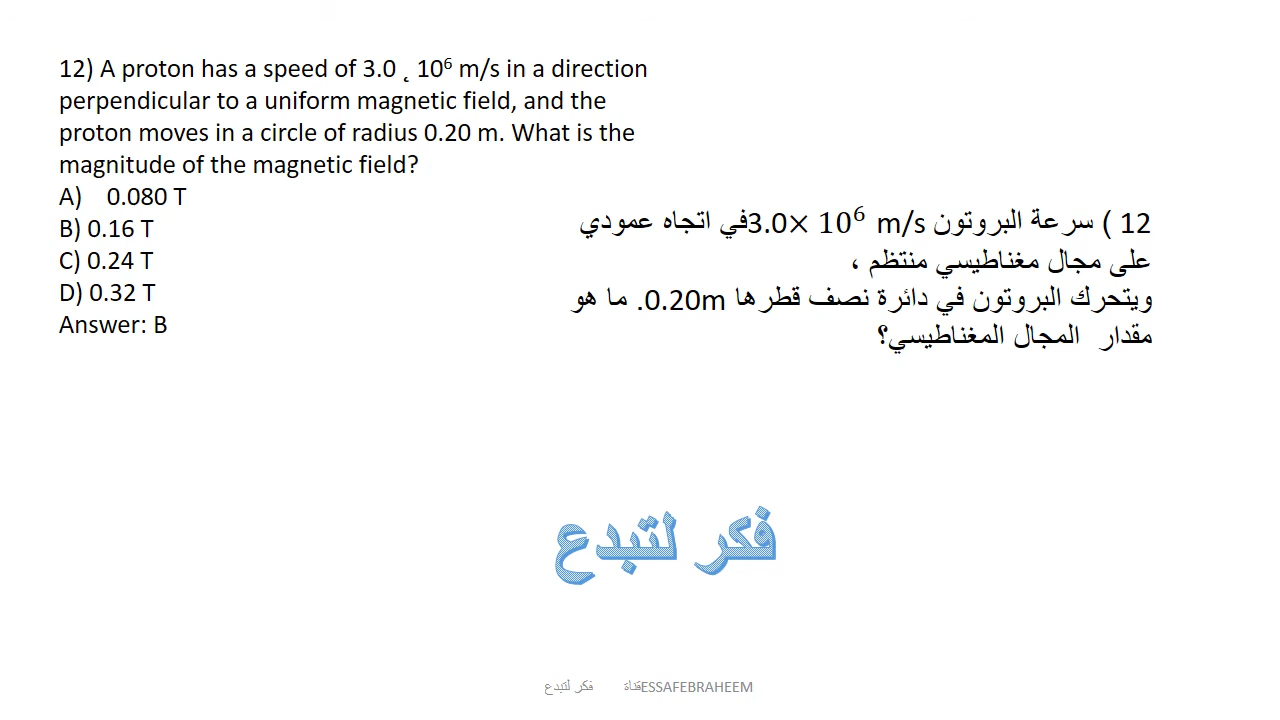 12) A proton has a speed of 3.0 ˛ 10⁶ m/s in a direction
perpendicular to a uniform magnetic field, and the
proton moves in a circle of radius 0.20 m. What is the
magnitude of the magnetic field?
A) 0.080 T
B) 0.16 T
C) 0.24 T
D) 0.32 T
Answer: B
12 ) سرعة البروتون 3.0× 10⁶ m/s في اتجاه عمودي
على مجال مغناطيسي منتظم ،
ويتحرك البروتون في دائرة نصف قطرها 0.20m. ما هو
مقدار المجال المغناطيسي؟
فكر لتبدع
قناة ESSAFEBRAHEEM فكر لتبدع